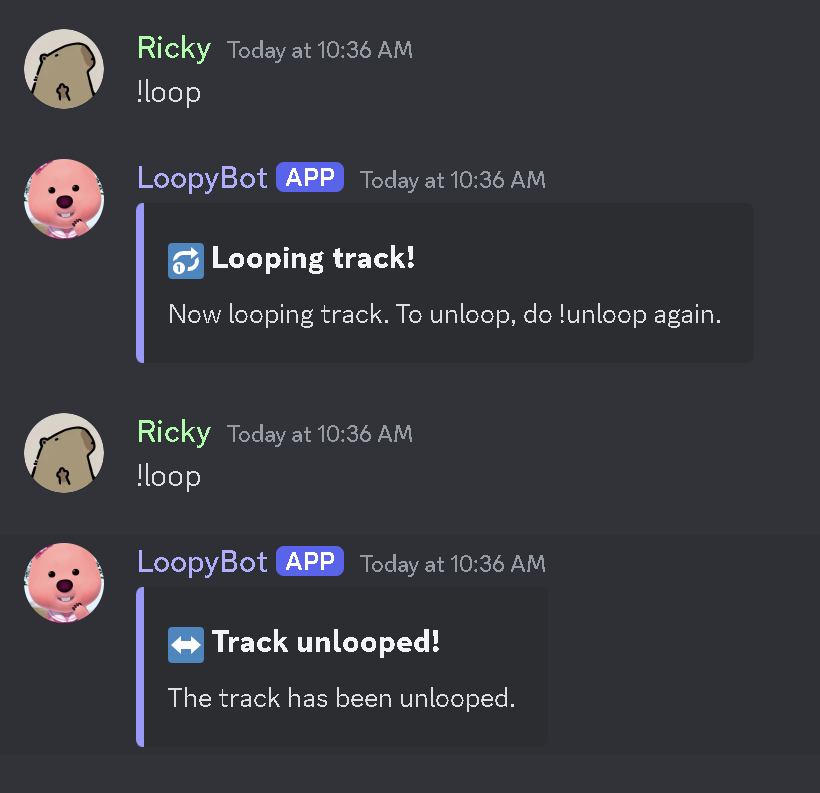 Ricky Today at 10:36 AM
!loop
LoopyBot APP Today at 10:36 AM
Looping track!
Now looping track. To unloop, do !unloop again.
Ricky Today at 10:36 AM
!loop
LoopyBot APP Today at 10:36 AM
Track unlooped!
The track has been unlooped.